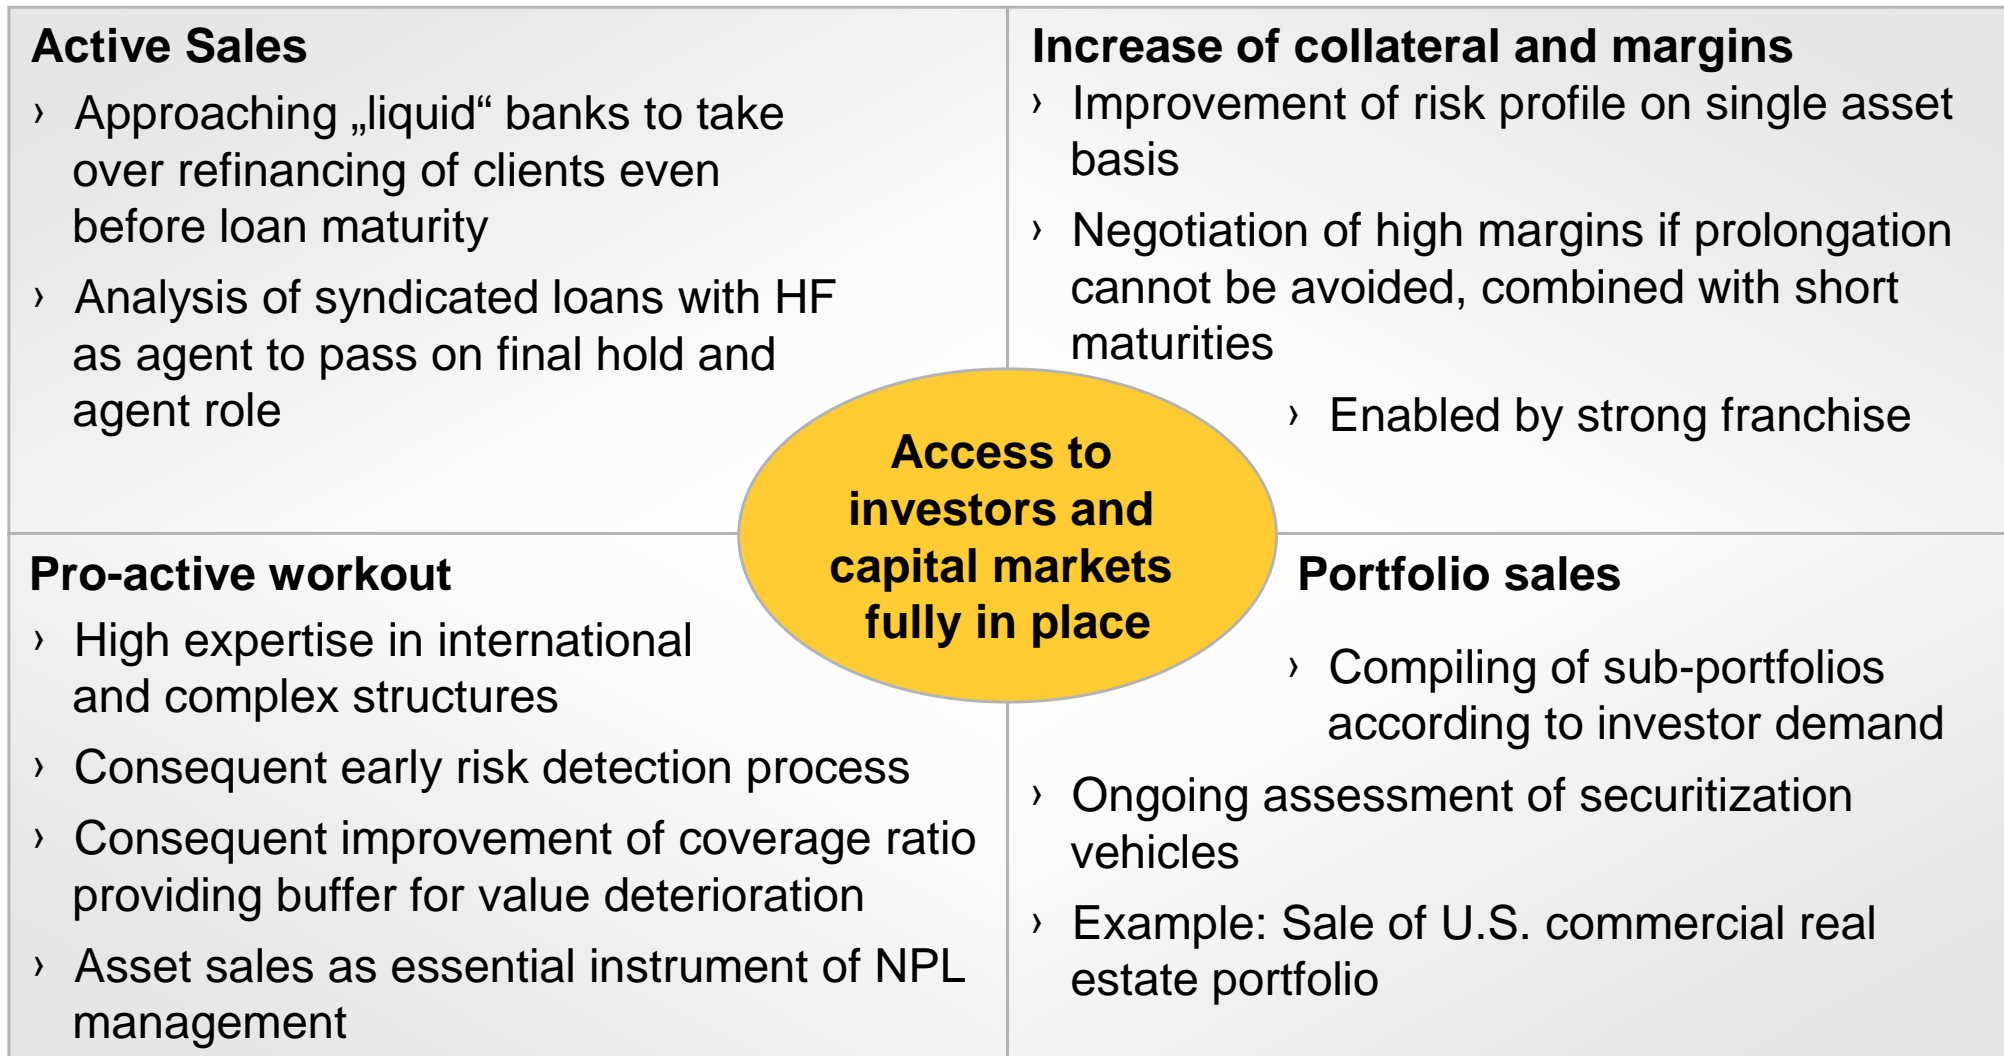 Active Sales
› Approaching „liquid“ banks to take
over refinancing of clients even
before loan maturity
› Analysis of syndicated loans with HF
as agent to pass on final hold and
agent role
Increase of collateral and margins
› Improvement of risk profile on single asset
basis
› Negotiation of high margins if prolongation
cannot be avoided, combined with short
maturities
› Enabled by strong franchise
Access to
investors and
capital markets
fully in place
Pro-active workout
› High expertise in international
and complex structures
› Consequent early risk detection process
› Consequent improvement of coverage ratio
providing buffer for value deterioration
› Asset sales as essential instrument of NPL
management
Portfolio sales
› Compiling of sub-portfolios
according to investor demand
› Ongoing assessment of securitization
vehicles
› Example: Sale of U.S. commercial real
estate portfolio